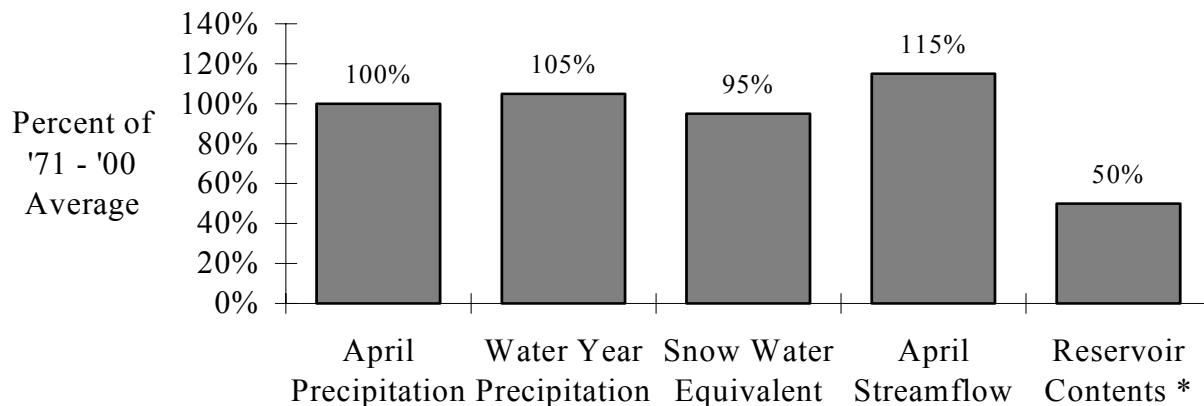 140%
120%
100%
80%
60%
40%
20%
0%
Percent of
'71 - '00
Average
100%
105%
95%
115%
50%
April
Precipitation
Water Year
Precipitation
Snow Water
Equivalent
April
Streamflow
Reservoir
Contents *